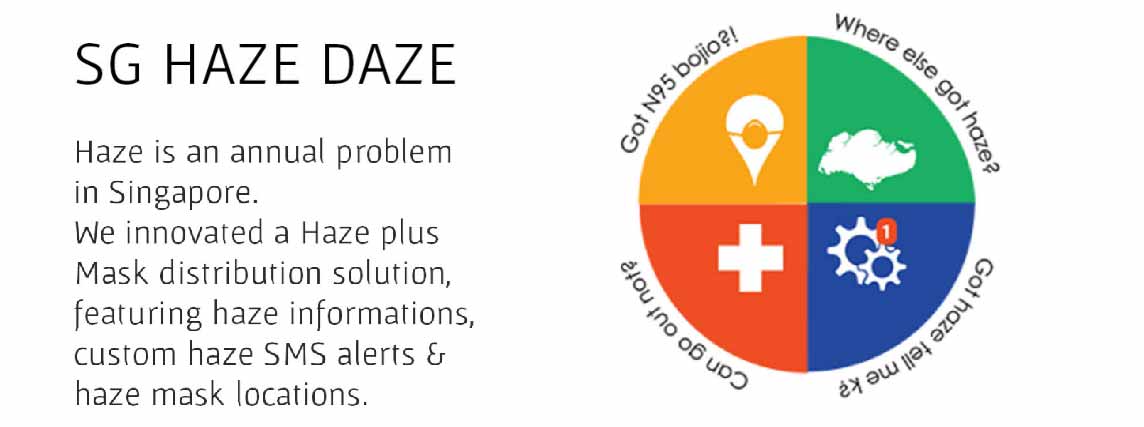 SG HAZE DAZE
Haze is an annual problem
in Singapore.
We innovated a Haze plus
Mask distribution solution,
featuring haze informations,
custom haze SMS alerts &
haze mask locations.
Got N95 bojio?!
Where else got haze?
Can go out not?
Got haze tell me k?
1